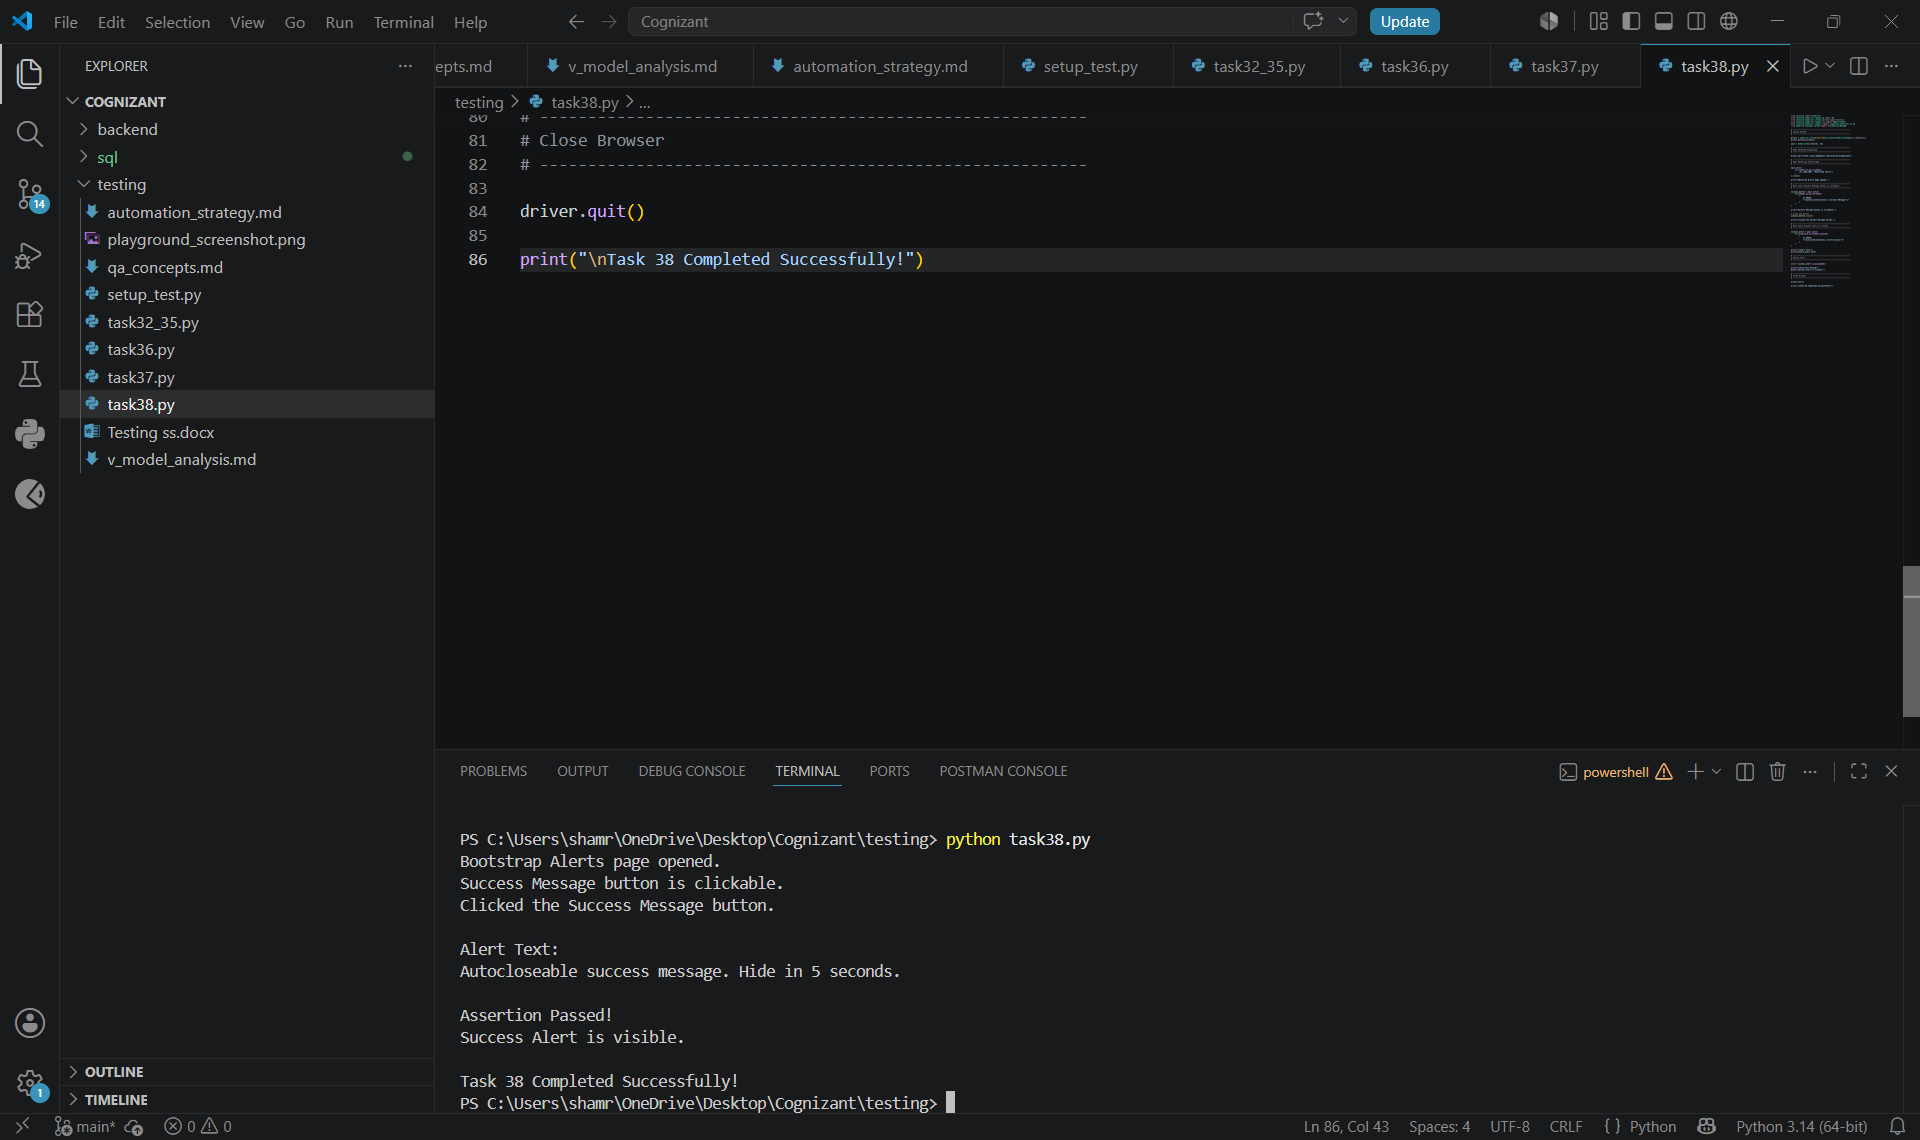 File Edit Selection View Go Run Terminal Help
Cognizant
Update
EXPLORER
COGNIZANT
backend
sql
testing
automation_strategy.md
playground_screenshot.png
qa_concepts.md
setup_test.py
task32_35.py
task36.py
task37.py
task38.py
Testing ss.docx
v_model_analysis.md
OUTLINE
TIMELINE
14
1
epts.md v_model_analysis.md automation_strategy.md setup_test.py task32_35.py task36.py task37.py task38.py
testing > task38.py > ...
80 # ---------------------------------------------------------
81 # Close Browser
82 # ---------------------------------------------------------
83
84 driver.quit()
85
86 print("\nTask 38 Completed Successfully!")
PROBLEMS OUTPUT DEBUG CONSOLE TERMINAL PORTS POSTMAN CONSOLE
powershell
PS C:\Users\shamr\OneDrive\Desktop\Cognizant\testing> python task38.py
Bootstrap Alerts page opened.
Success Message button is clickable.
Clicked the Success Message button.
Alert Text:
Autocloseable success message. Hide in 5 seconds.
Assertion Passed!
Success Alert is visible.
Task 38 Completed Successfully!
PS C:\Users\shamr\OneDrive\Desktop\Cognizant\testing>
main* 0 0 Ln 86, Col 43 Spaces: 4 UTF-8 CRLF { } Python Python 3.14 (64-bit)